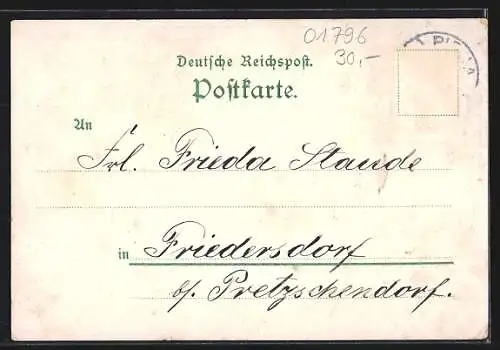 01796
30,-
Deutsche Reichspost.
Postkarte.
An
Frl. Frieda Staude
in Friedersdorf
b/. Pretzschendorf.